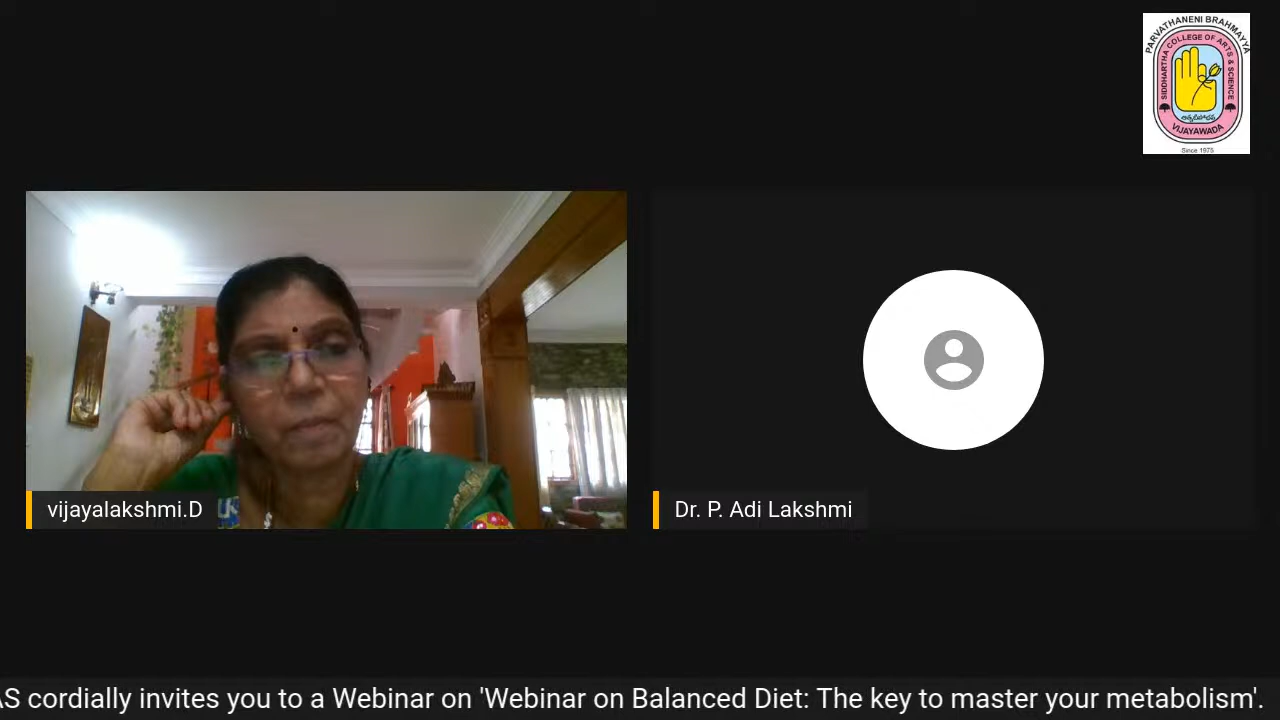 PARVATHANENI BRAHMAYYA
SIDDHARTHA COLLEGE OF ARTS & SCIENCE
VIJAYAWADA
Since 1975
vijayalakshmi.D
Dr. P. Adi Lakshmi
AS cordially invites you to a Webinar on 'Webinar on Balanced Diet: The key to master your metabolism'.